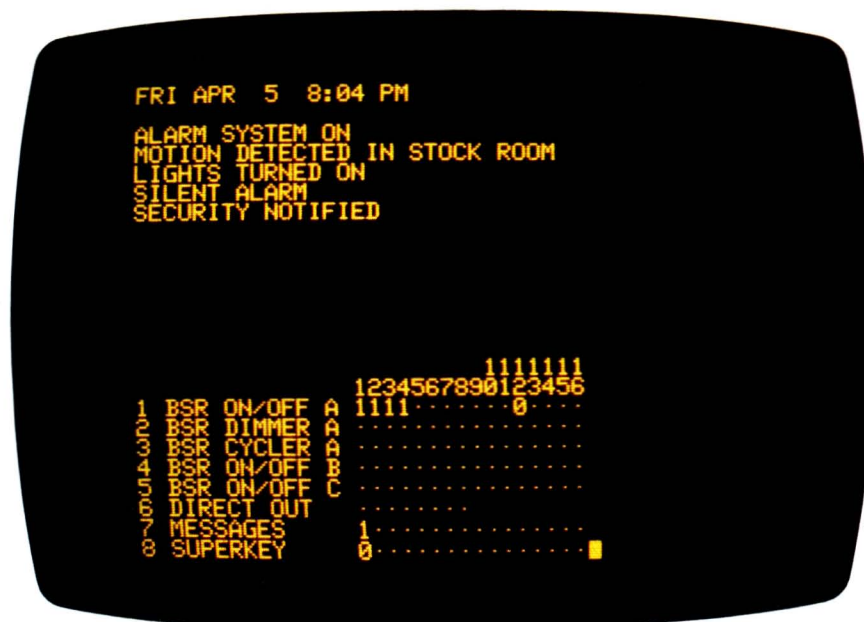 FRI APR  5  8:04 PM
ALARM SYSTEM ON
MOTION DETECTED IN STOCK ROOM
LIGHTS TURNED ON
SILENT ALARM
SECURITY NOTIFIED
1111111
1234567890123456
1 BSR ON/OFF A 1111·······0····
2 BSR DIMMER A ················
3 BSR CYCLER A ················
4 BSR ON/OFF B ················
5 BSR ON/OFF C ················
6 DIRECT OUT   ········
7 MESSAGES     1···············
8 SUPERKEY     0···············